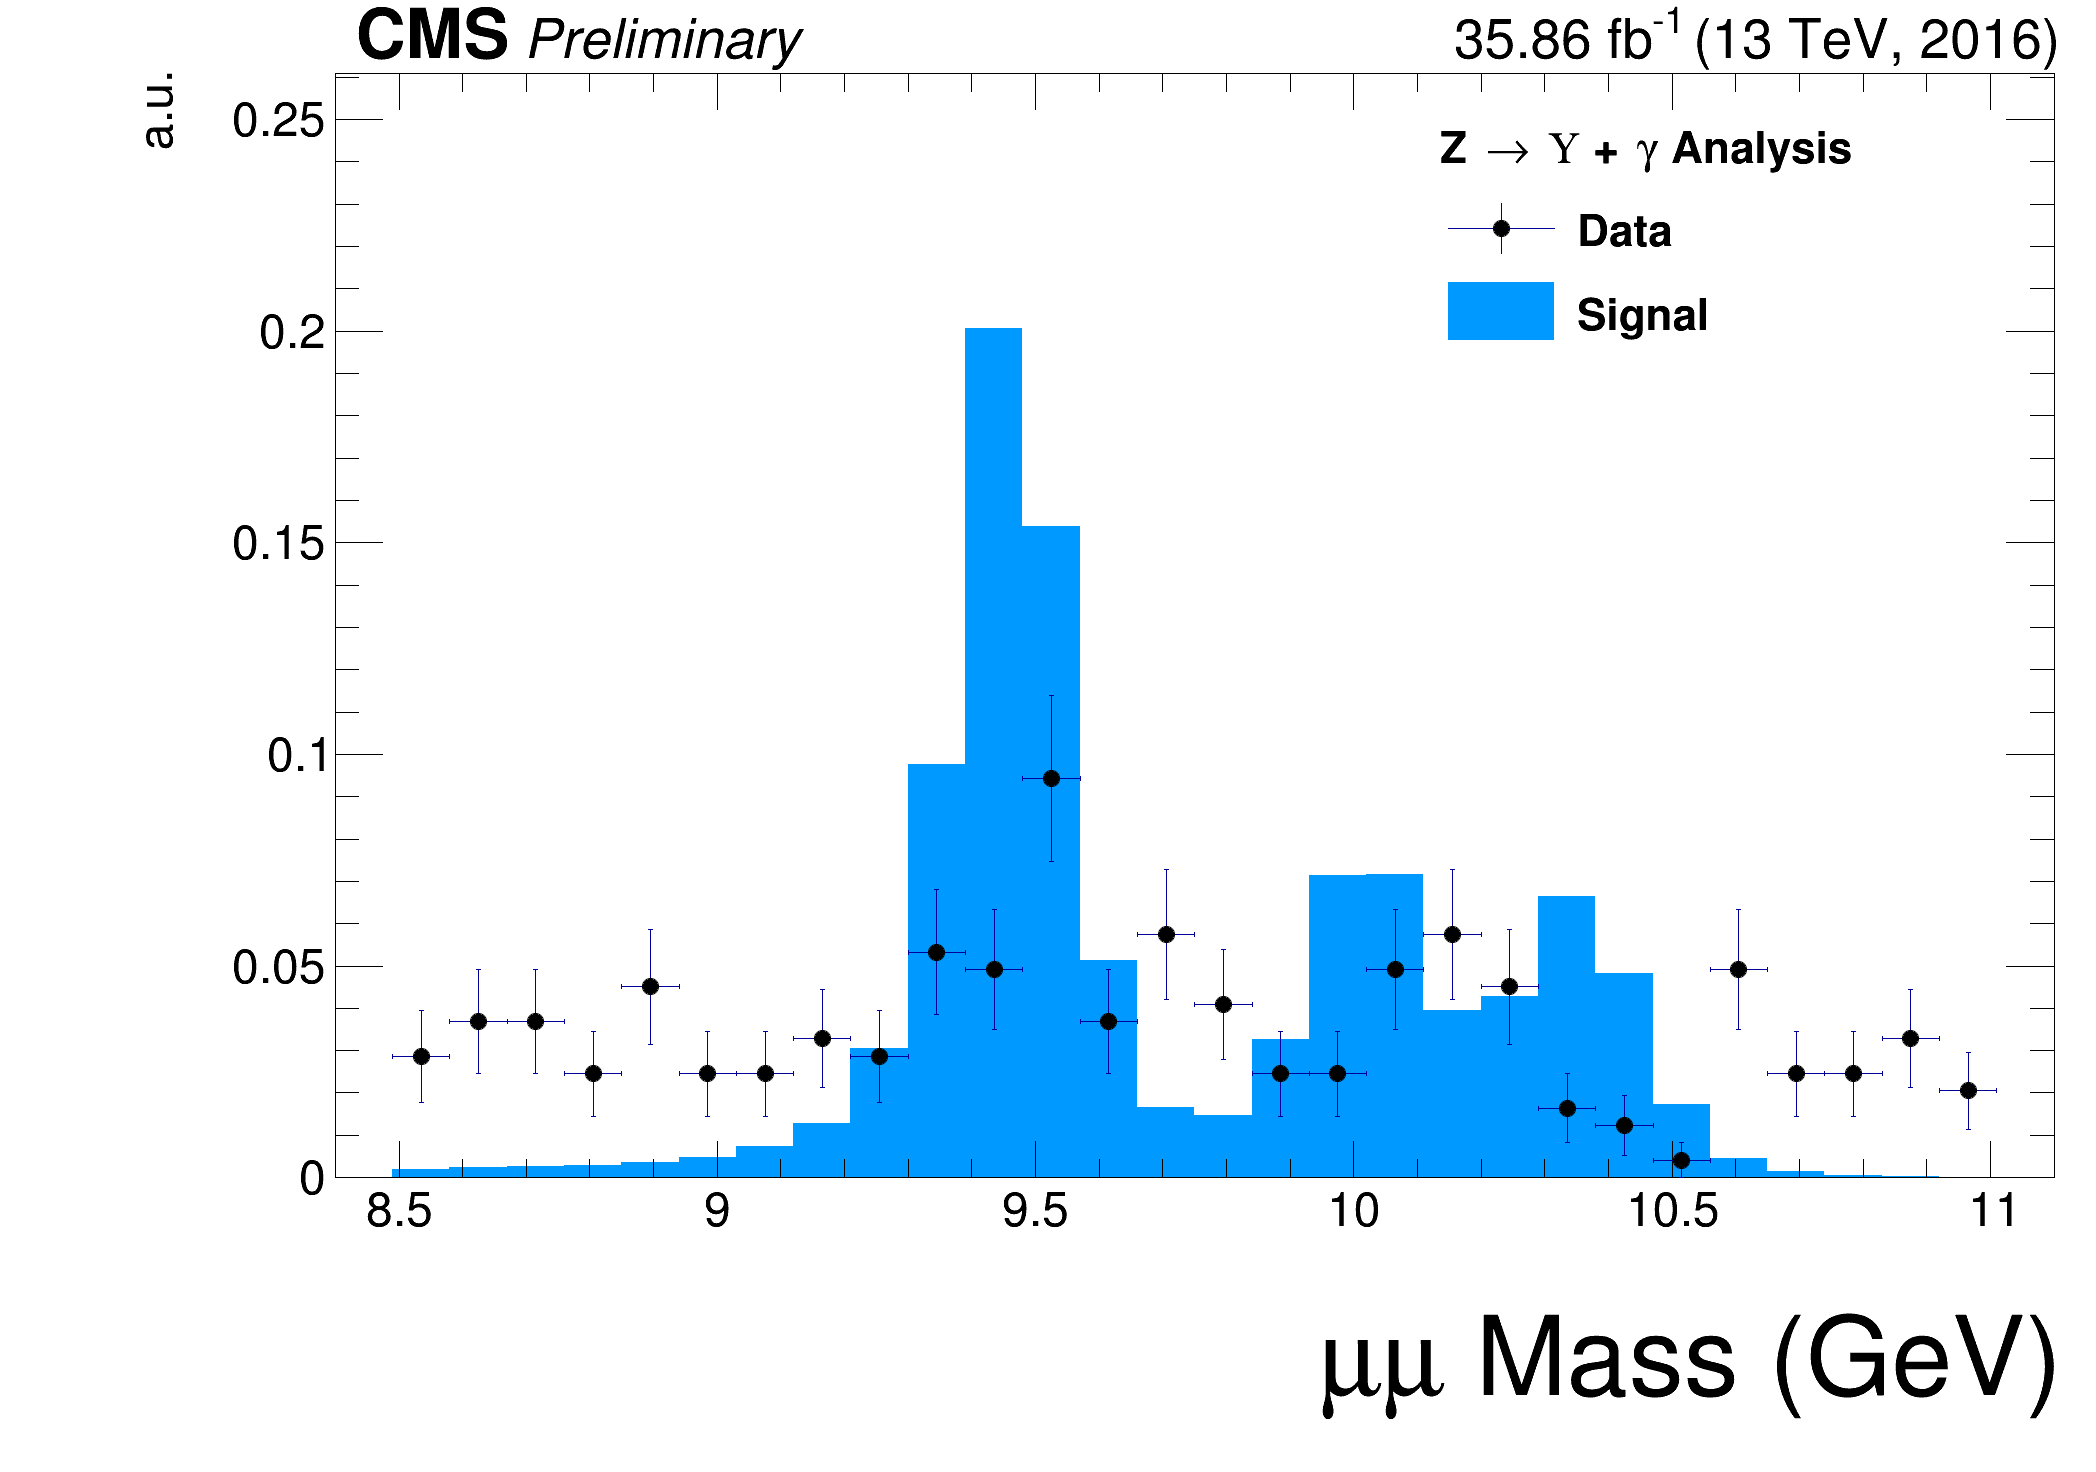 CMS Preliminary
35.86 fb-1 (13 TeV, 2016)
a.u.
Z → Υ + γ Analysis
Data
Signal
0.25
0.2
0.15
0.1
0.05
0
8.5 9 9.5 10 10.5 11
μμ Mass (GeV)